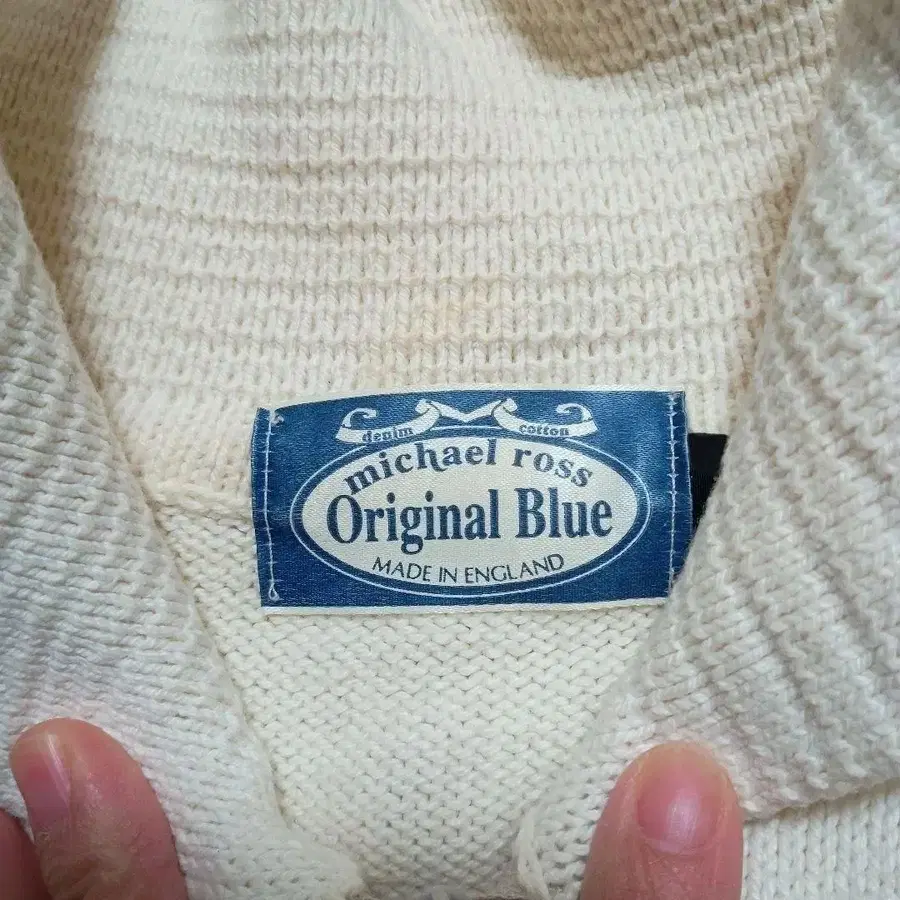 denim cotton
michael ross
Original Blue
MADE IN ENGLAND